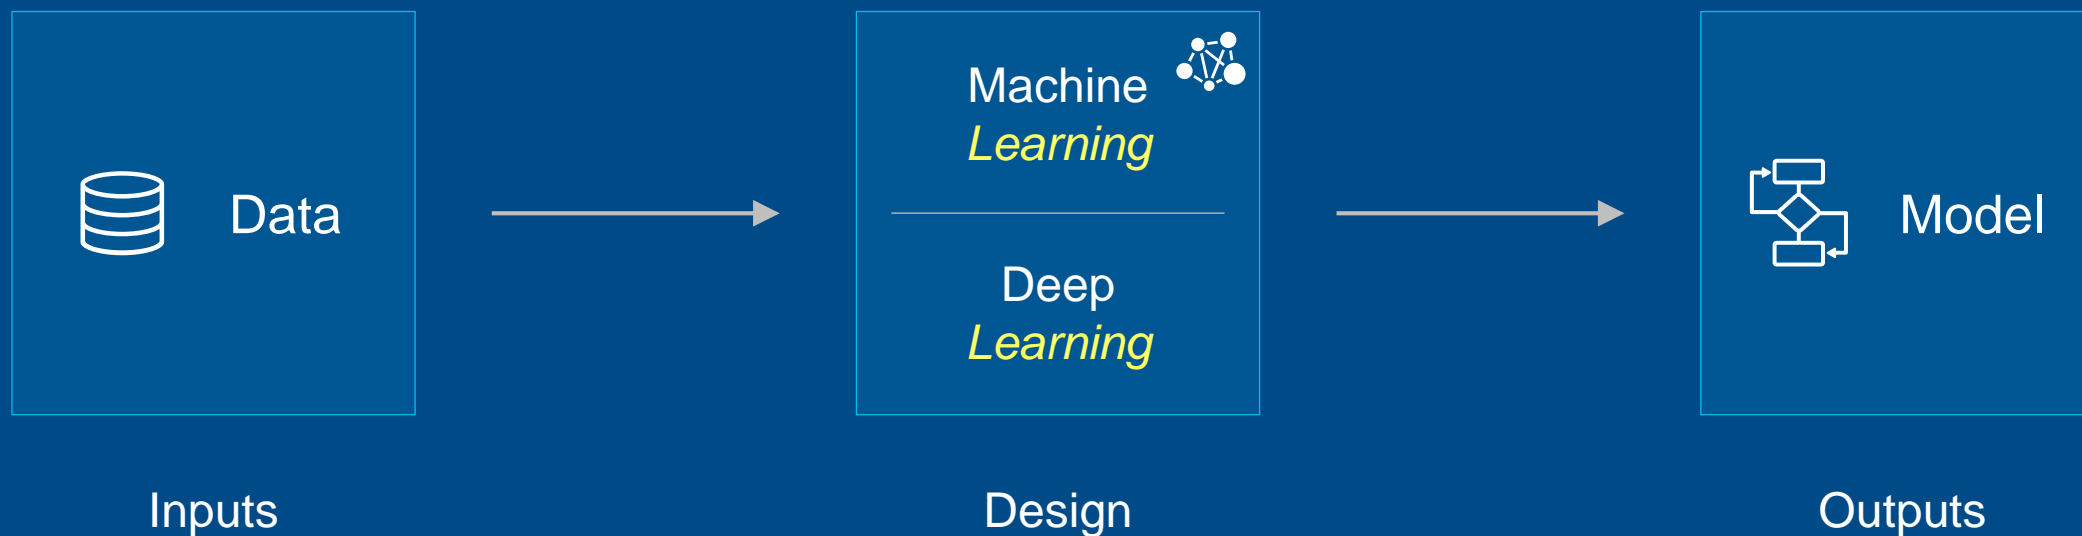 Data
Machine
Learning
Deep
Learning
Model
Inputs
Design
Outputs